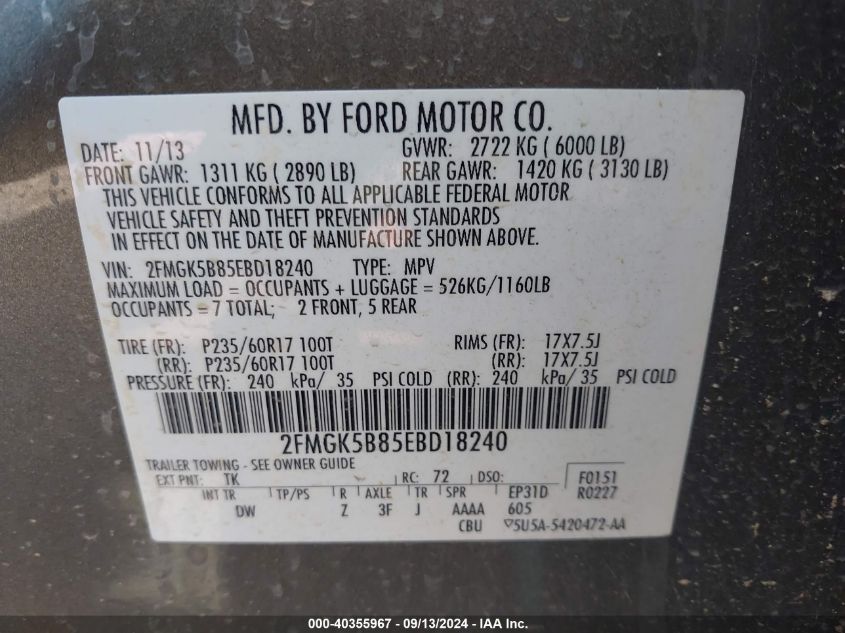 MFD. BY FORD MOTOR CO.
DATE: 11/13 GVWR: 2722 KG ( 6000 LB)
FRONT GAWR: 1311 KG ( 2890 LB) REAR GAWR: 1420 KG ( 3130 LB)
THIS VEHICLE CONFORMS TO ALL APPLICABLE FEDERAL MOTOR
VEHICLE SAFETY AND THEFT PREVENTION STANDARDS
IN EFFECT ON THE DATE OF MANUFACTURE SHOWN ABOVE.
VIN: 2FMGK5B85EBD18240 TYPE: MPV
MAXIMUM LOAD = OCCUPANTS + LUGGAGE = 526KG/1160LB
OCCUPANTS = 7 TOTAL; 2 FRONT, 5 REAR
TIRE (FR): P235/60R17 100T RIMS (FR): 17X7.5J
(RR): P235/60R17 100T (RR): 17X7.5J
PRESSURE (FR): 240 kPa/ 35 PSI COLD (RR): 240 kPa/ 35 PSI COLD
2FMGK5B85EBD18240
TRAILER TOWING - SEE OWNER GUIDE
EXT PNT: TK RC: 72 DSO: F0151
INT TR TP/PS R AXLE TR SPR EP31D R0227
DW Z 3F J AAAA 605
CBU 5U5A-5420472-AA
000-40355967 - 09/13/2024 - IAA Inc.